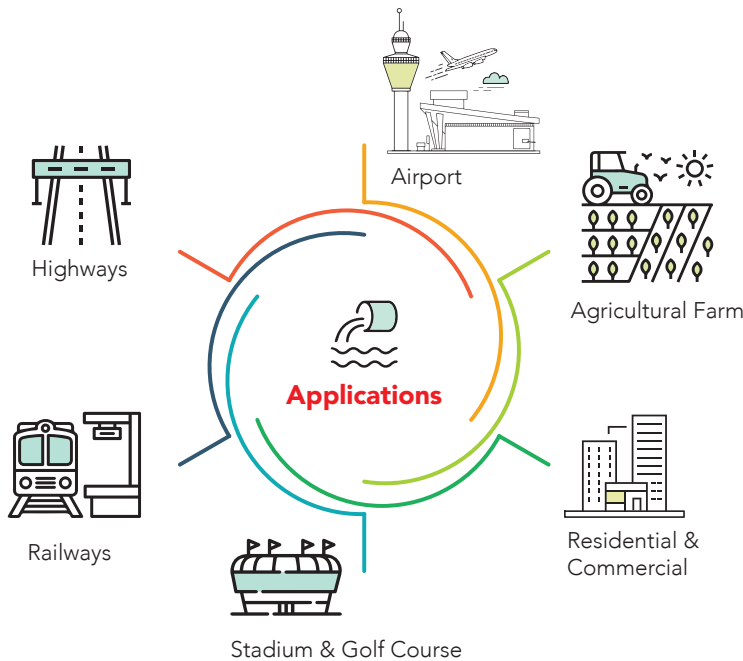 Airport
Highways
Agricultural Farm
Applications
Railways
Residential &
Commercial
Stadium & Golf Course